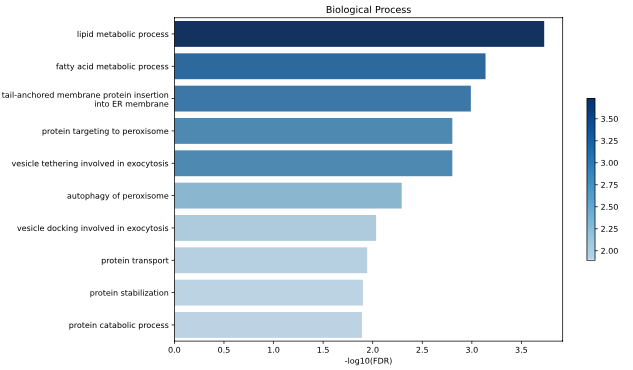 Biological Process
lipid metabolic process
fatty acid metabolic process
tail-anchored membrane protein insertion
into ER membrane
protein targeting to peroxisome
vesicle tethering involved in exocytosis
autophagy of peroxisome
vesicle docking involved in exocytosis
protein transport
protein stabilization
protein catabolic process
0.0 0.5 1.0 1.5 2.0 2.5 3.0 3.5
-log10(FDR)
3.50
3.25
3.00
2.75
2.50
2.25
2.00